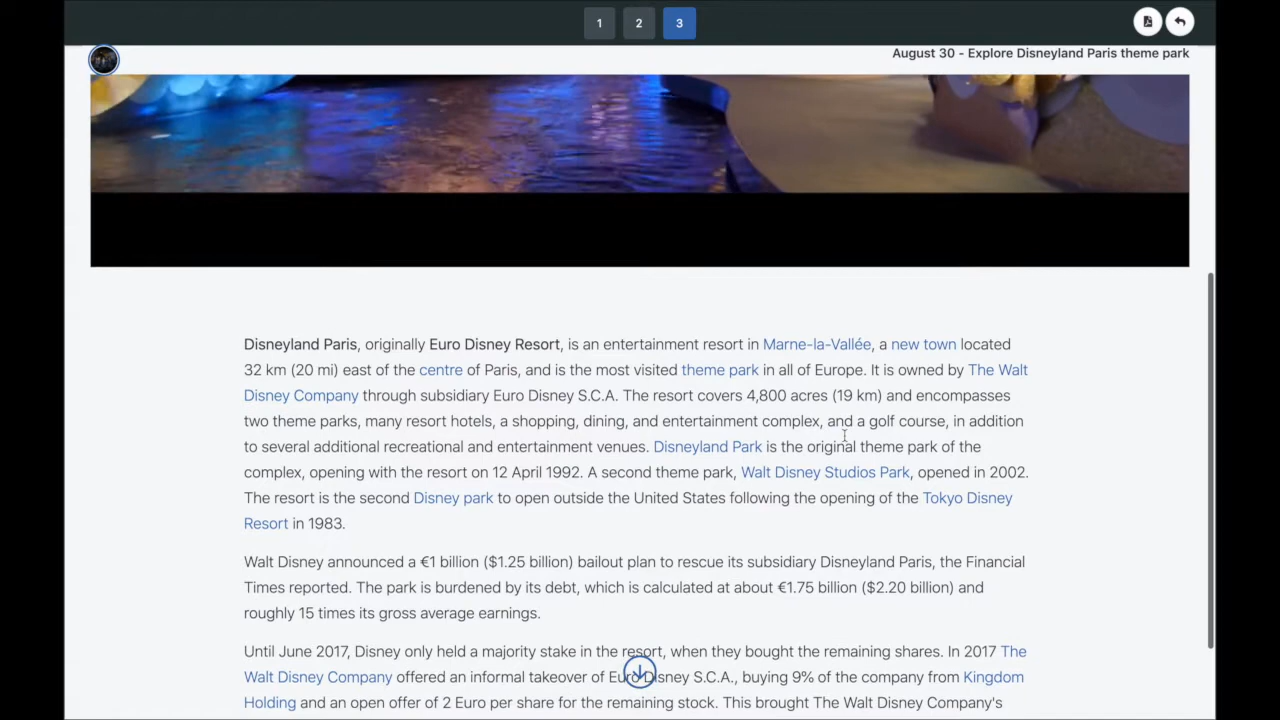 1 2 3
August 30 - Explore Disneyland Paris theme park
Disneyland Paris, originally Euro Disney Resort, is an entertainment resort in Marne-la-Vallée, a new town located
32 km (20 mi) east of the centre of Paris, and is the most visited theme park in all of Europe. It is owned by The Walt
Disney Company through subsidiary Euro Disney S.C.A. The resort covers 4,800 acres (19 km) and encompasses
two theme parks, many resort hotels, a shopping, dining, and entertainment complex, and a golf course, in addition
to several additional recreational and entertainment venues. Disneyland Park is the original theme park of the
complex, opening with the resort on 12 April 1992. A second theme park, Walt Disney Studios Park, opened in 2002.
The resort is the second Disney park to open outside the United States following the opening of the Tokyo Disney
Resort in 1983.
Walt Disney announced a €1 billion ($1.25 billion) bailout plan to rescue its subsidiary Disneyland Paris, the Financial
Times reported. The park is burdened by its debt, which is calculated at about €1.75 billion ($2.20 billion) and
roughly 15 times its gross average earnings.
Until June 2017, Disney only held a majority stake in the resort, when they bought the remaining shares. In 2017 The
Walt Disney Company offered an informal takeover of Euro Disney S.C.A., buying 9% of the company from Kingdom
Holding and an open offer of 2 Euro per share for the remaining stock. This brought The Walt Disney Company's